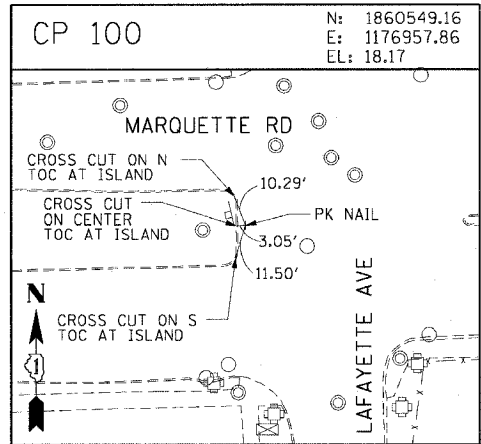 CP 100
N: 1860549.16
E: 1176957.86
EL: 18.17
MARQUETTE RD
CROSS CUT ON N
TOC AT ISLAND
10.29'
CROSS CUT
ON CENTER
TOC AT ISLAND
PK NAIL
3.05'
11.50'
N
CROSS CUT ON S
TOC AT ISLAND
LAFAYETTE AVE
1
x
x
x
x